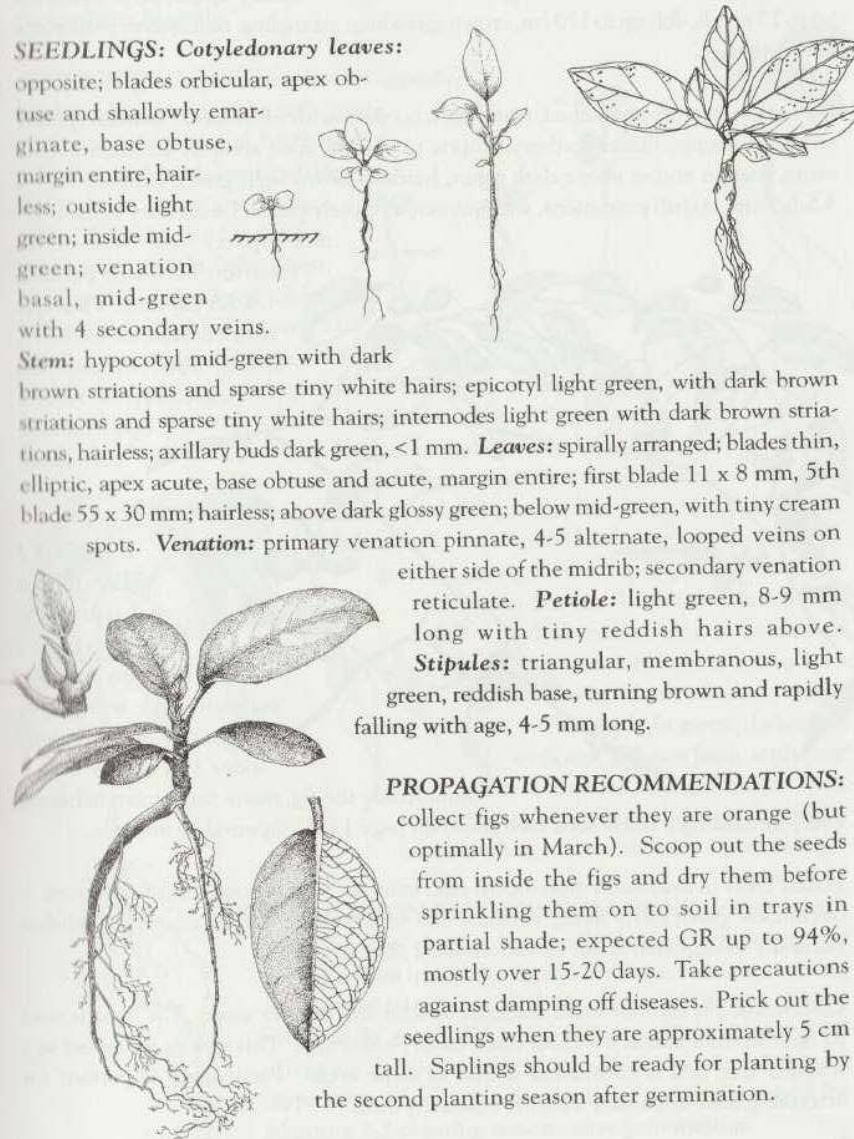 SEEDLINGS: Cotyledonary leaves:
opposite; blades orbicular, apex ob-
tuse and shallowly emar-
ginate, base obtuse,
margin entire, hair-
less; outside light
green; inside mid-
green; venation
basal, mid-green
with 4 secondary veins.
Stem: hypocotyl mid-green with dark
brown striations and sparse tiny white hairs; epicotyl light green, with dark brown
striations and sparse tiny white hairs; internodes light green with dark brown stria-
tions, hairless; axillary buds dark green, <1 mm. Leaves: spirally arranged; blades thin,
elliptic, apex acute, base obtuse and acute, margin entire; first blade 11 x 8 mm, 5th
blade 55 x 30 mm; hairless; above dark glossy green; below mid-green, with tiny cream
spots. Venation: primary venation pinnate, 4-5 alternate, looped veins on
either side of the midrib; secondary venation
reticulate. Petiole: light green, 8-9 mm
long with tiny reddish hairs above.
Stipules: triangular, membranous, light
green, reddish base, turning brown and rapidly
falling with age, 4-5 mm long.
PROPAGATION RECOMMENDATIONS:
collect figs whenever they are orange (but
optimally in March). Scoop out the seeds
from inside the figs and dry them before
sprinkling them on to soil in trays in
partial shade; expected GR up to 94%,
mostly over 15-20 days. Take precautions
against damping off diseases. Prick out the
seedlings when they are approximately 5 cm
tall. Saplings should be ready for planting by
the second planting season after germination.